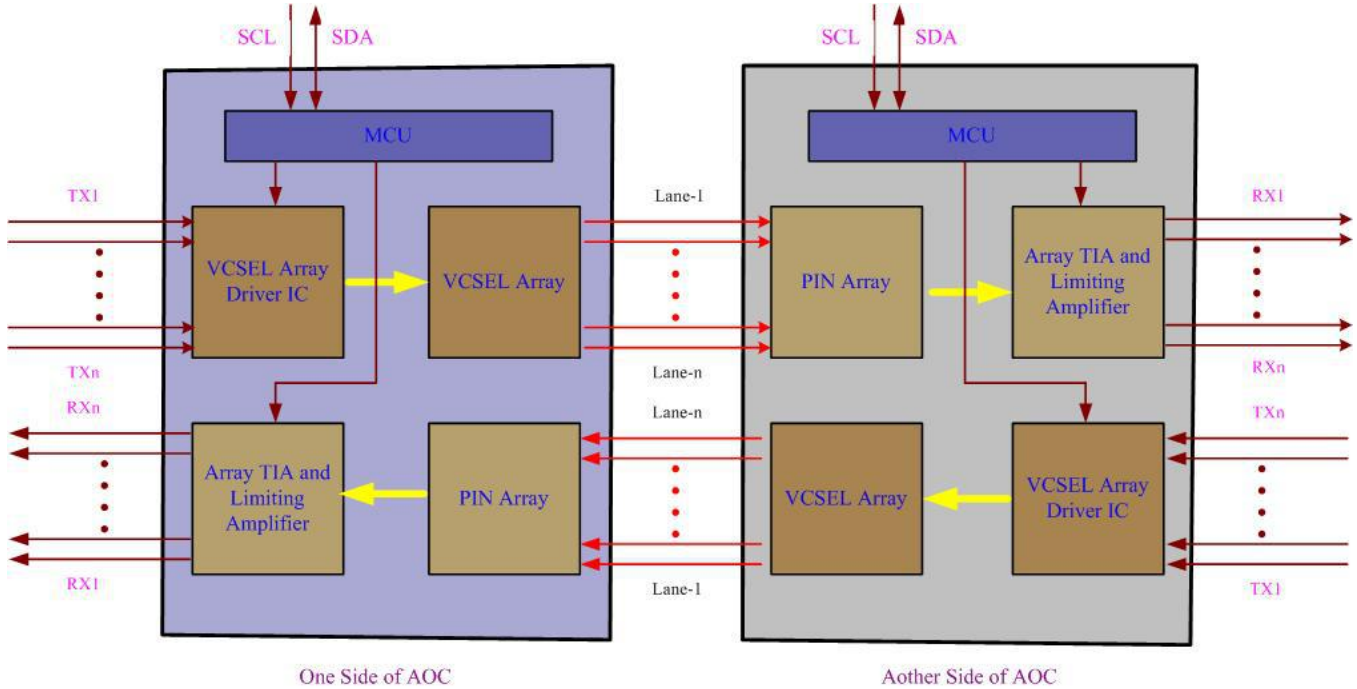 SCL SDA
SCL SDA
MCU
MCU
TX1
Lane-1
RX1
VCSEL Array
Driver IC
VCSEL Array
PIN Array
Array TIA and
Limiting
Amplifier
TXn
Lane-n
RXn
RXn
Lane-n
TXn
Array TIA and
Limiting
Amplifier
PIN Array
VCSEL Array
VCSEL Array
Driver IC
RX1
Lane-1
TX1
One Side of AOC
Aother Side of AOC